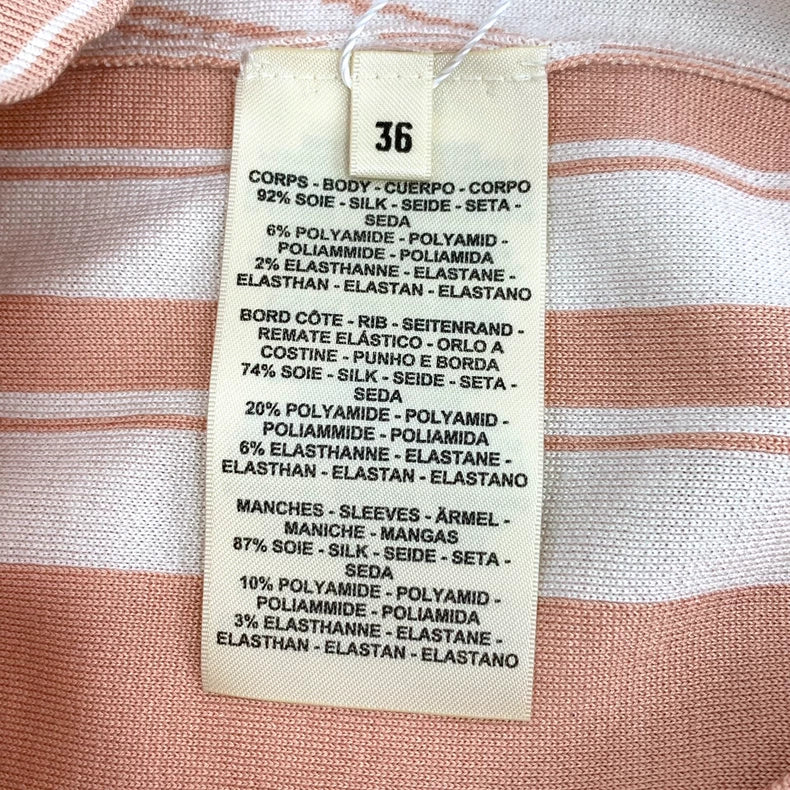 36
CORPS - BODY - CUERPO - CORPO
92% SOIE - SILK - SEIDE - SETA -
SEDA
6% POLYAMIDE - POLYAMID -
POLIAMMIDE - POLIAMIDA
2% ELASTHANNE - ELASTANE -
ELASTHAN - ELASTAN - ELASTANO
BORD CÔTE - RIB - SEITENRAND -
REMATE ELÁSTICO - ORLO A
COSTINE - PUNHO E BORDA
74% SOIE - SILK - SEIDE - SETA -
SEDA
20% POLYAMIDE - POLYAMID -
POLIAMMIDE - POLIAMIDA
6% ELASTHANNE - ELASTANE -
ELASTHAN - ELASTAN - ELASTANO
MANCHES - SLEEVES - ÄRMEL -
MANICHE - MANGAS
87% SOIE - SILK - SEIDE - SETA -
SEDA
10% POLYAMIDE - POLYAMID -
POLIAMMIDE - POLIAMIDA
3% ELASTHANNE - ELASTANE -
ELASTHAN - ELASTAN - ELASTANO